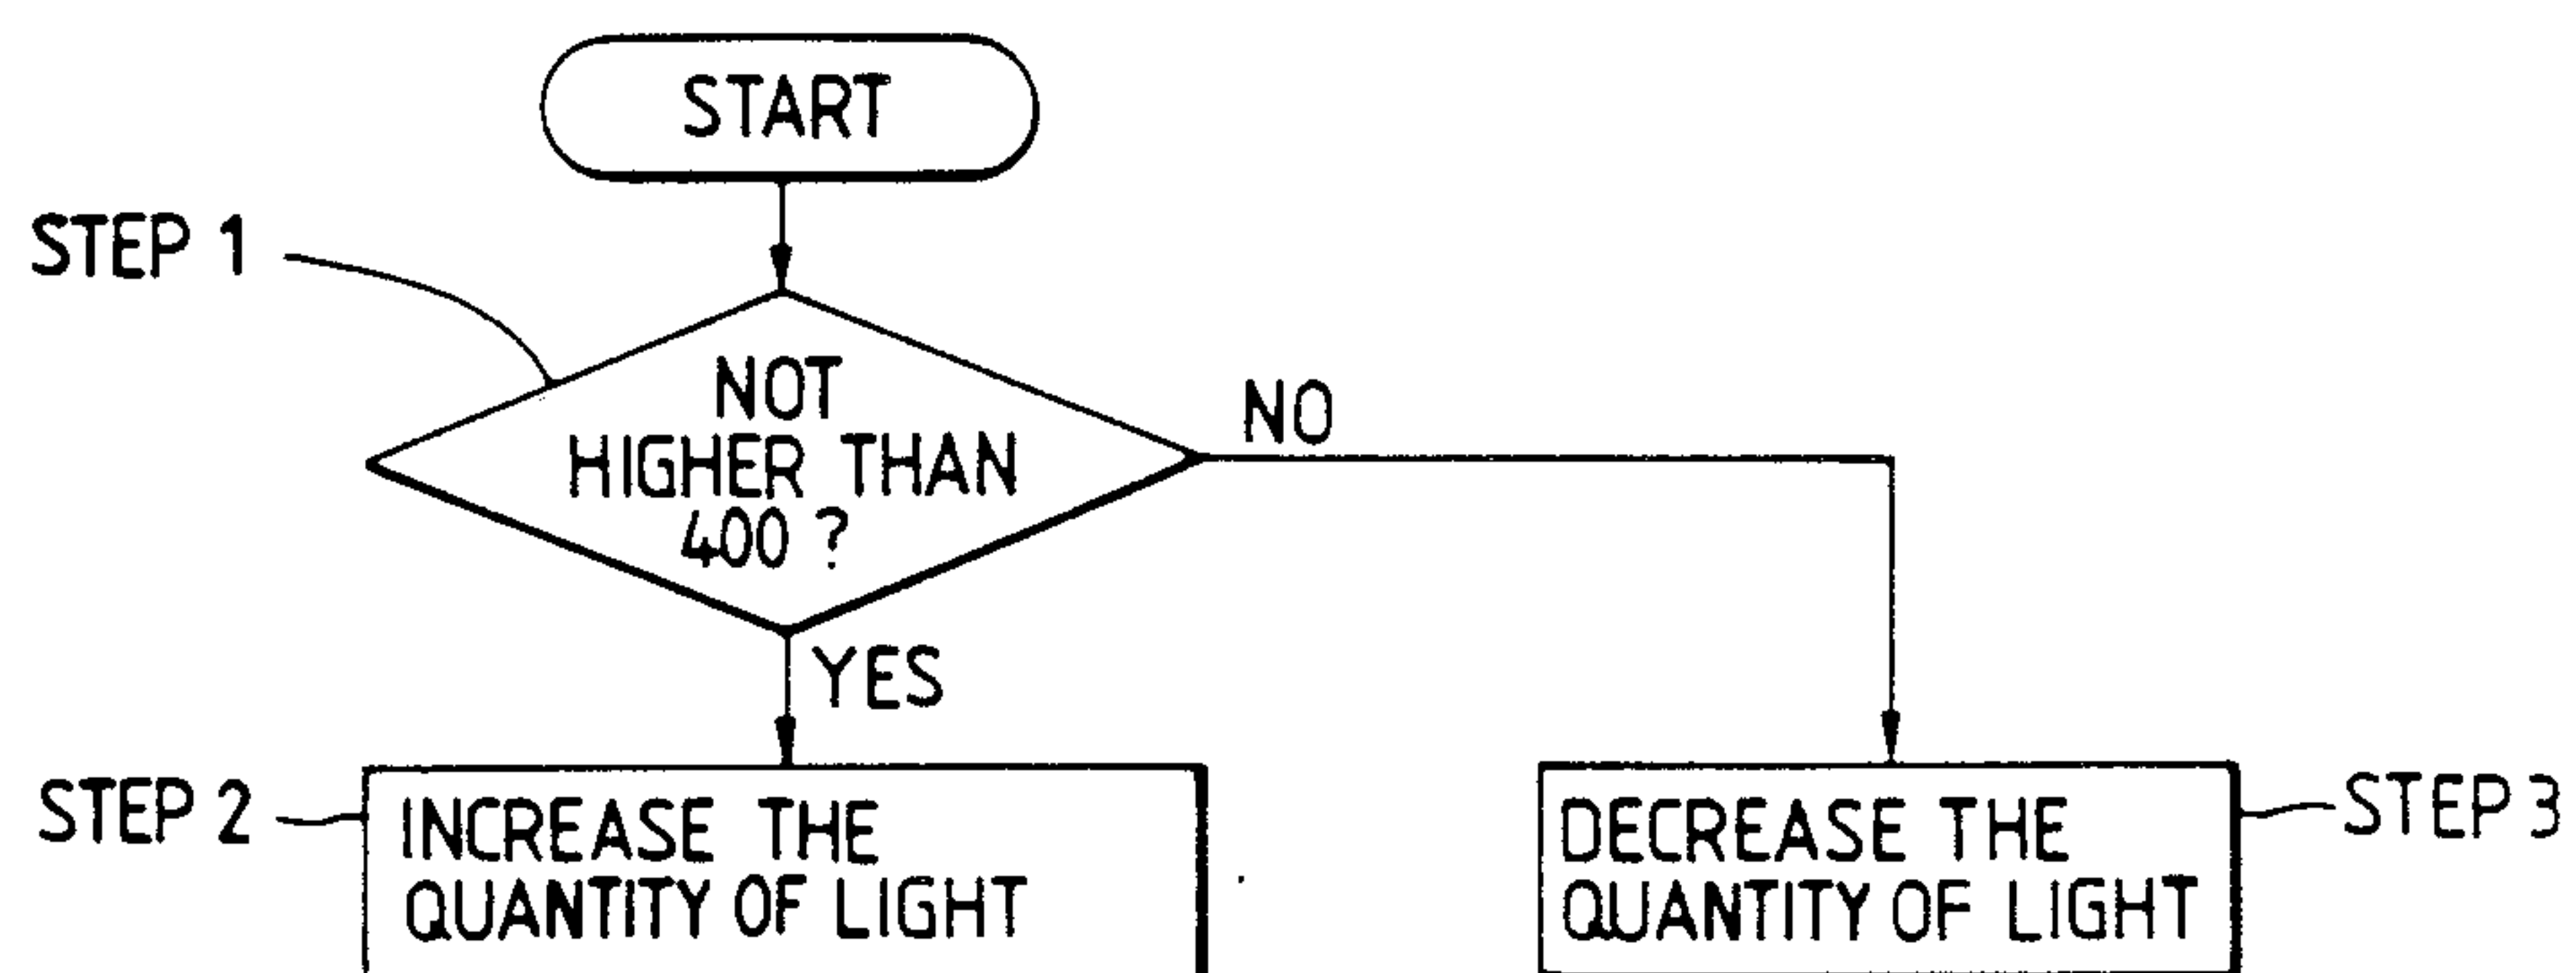 START
STEP 1
NOT
HIGHER THAN
400 ?
NO
YES
STEP 2
INCREASE THE
QUANTITY OF LIGHT
DECREASE THE
QUANTITY OF LIGHT
STEP 3